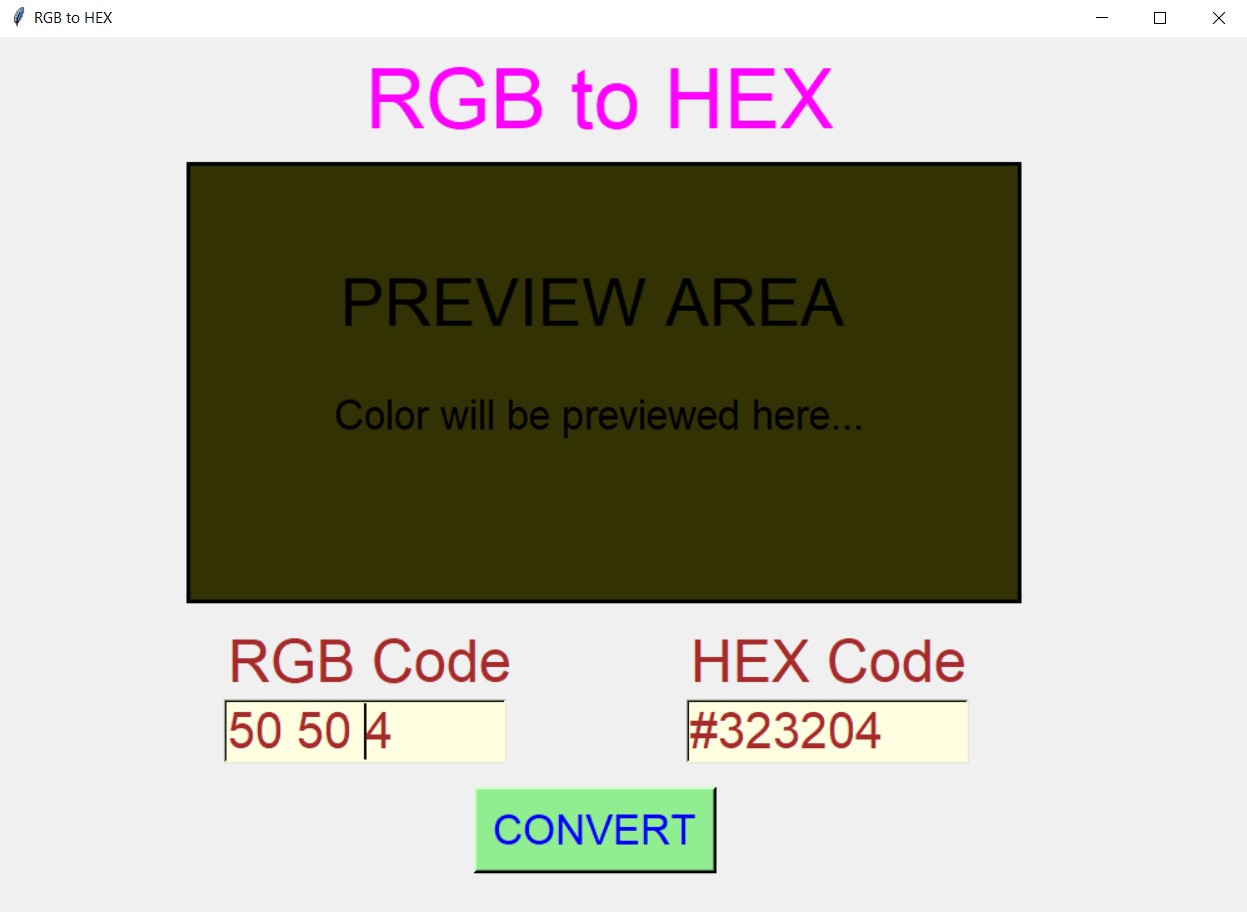 RGB to HEX
RGB to HEX
PREVIEW AREA
Color will be previewed here...
RGB Code
HEX Code
50 50 4
#323204
CONVERT